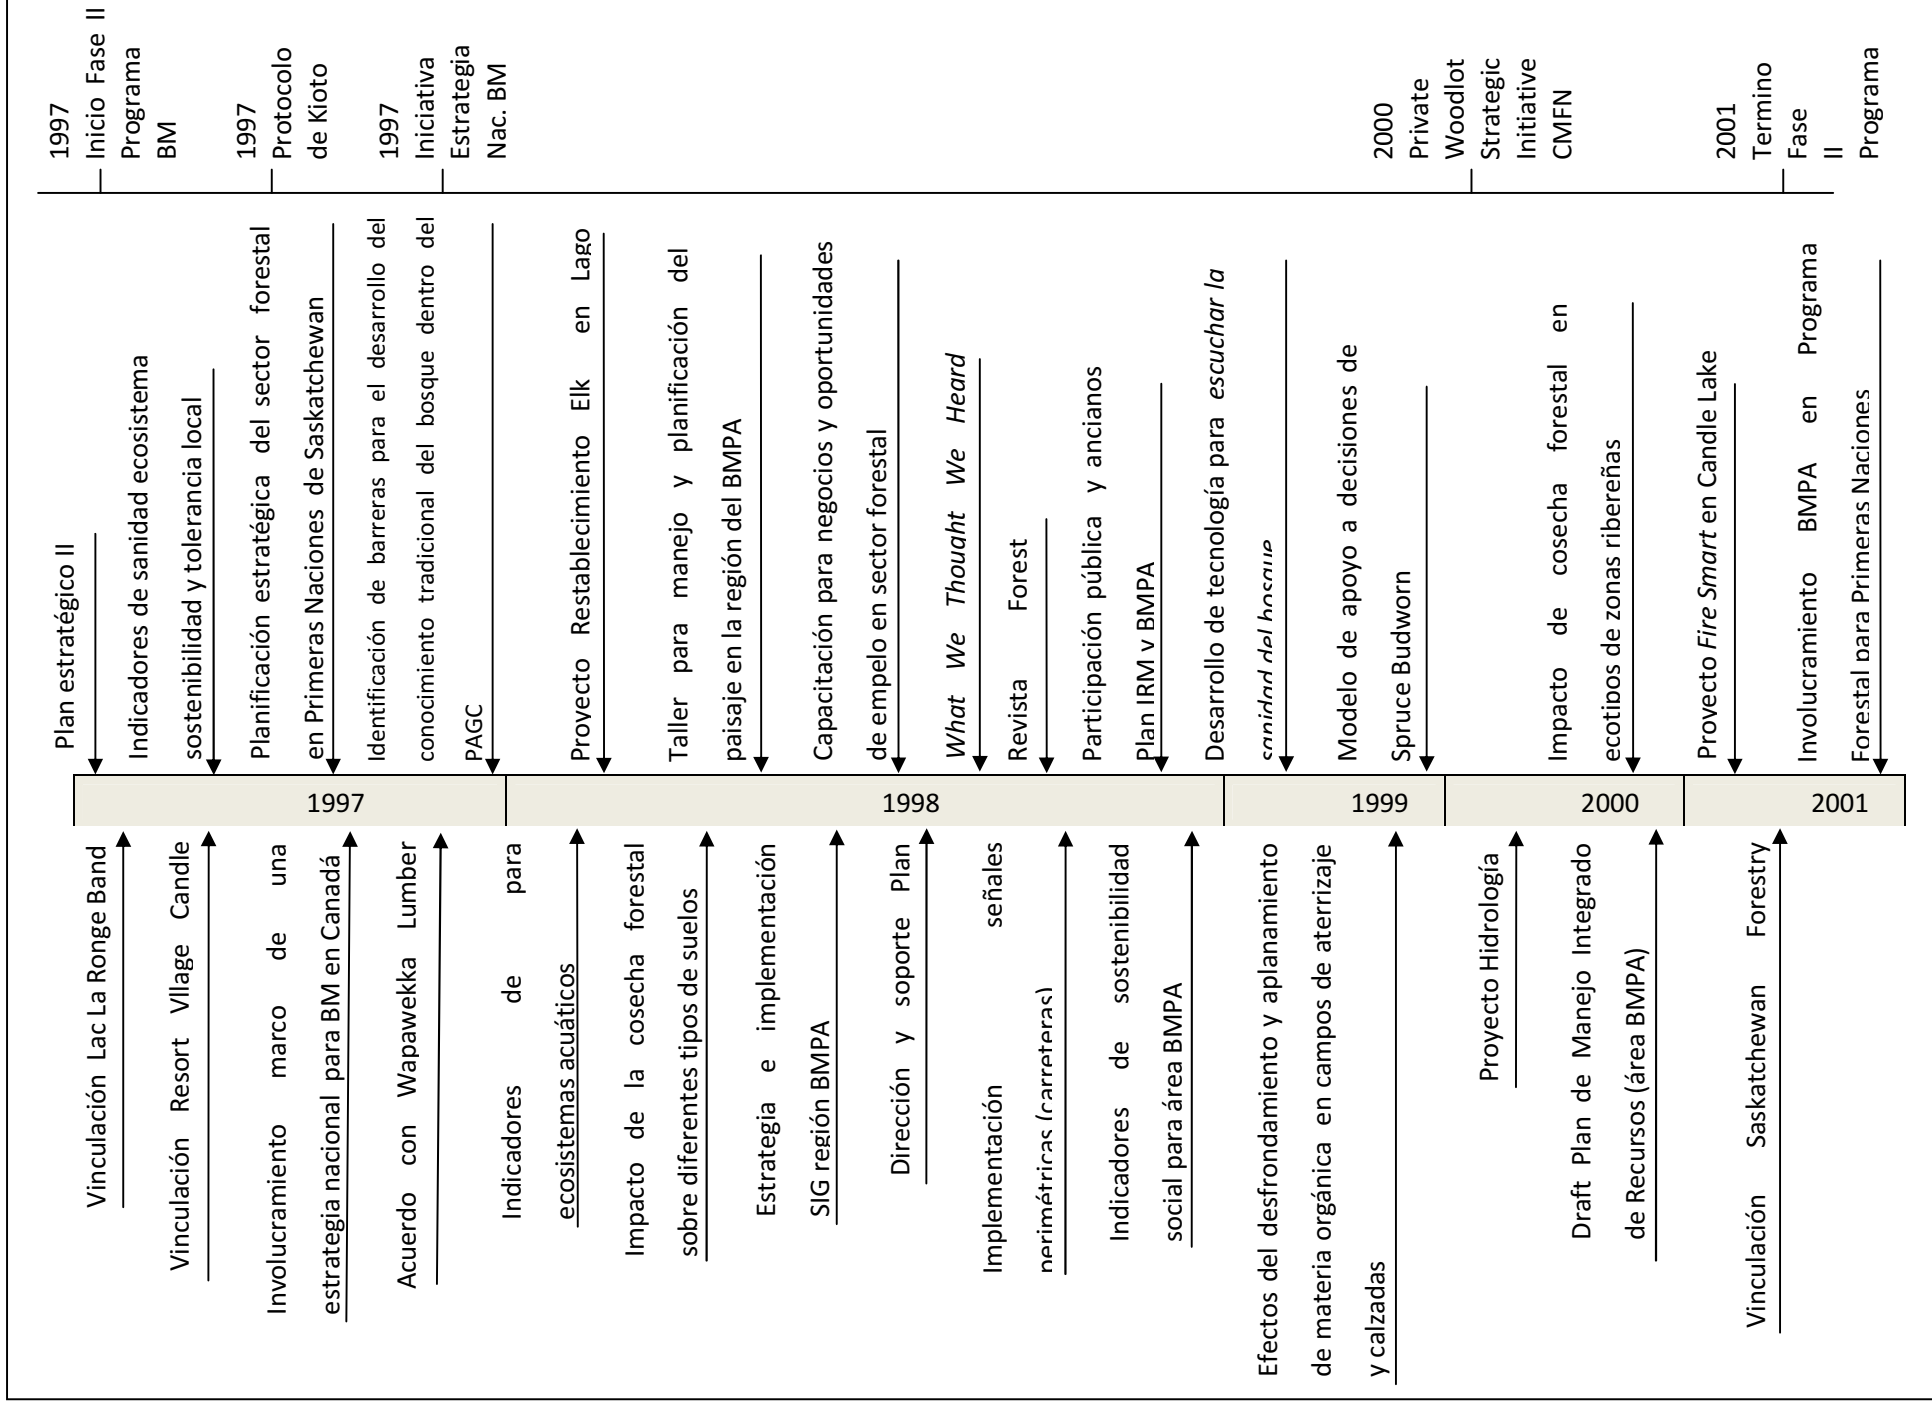 1997
Inicio Fase II
Programa
BM
1997
Protocolo
de Kioto
1997
Iniciativa
Estrategia
Nac. BM
2000
Private
Woodlot
Strategic
Initiative
CMFN
2001
Termino
Fase
II
Programa
Plan estratégico II
Indicadores de sanidad ecosistema
sostenibilidad y tolerancia local
Planificación estratégica del sector forestal
en Primeras Naciones de Saskatchewan
Identificación de barreras para el desarrollo del
conocimiento tradicional del bosque dentro del
PAGC
Proyecto Restablecimiento Elk en Lago
Taller para manejo y planificación del
paisaje en la región del BMPA
Capacitación para negocios y oportunidades
de empelo en sector forestal
What We Thought We Heard
Revista Forest
Participación pública y ancianos
Plan IRM y BMPA
Desarrollo de tecnología para escuchar la
sanidad del bosque
Modelo de apoyo a decisiones de
Spruce Budworn
Impacto de cosecha forestal en
ecotipos de zonas ribereñas
Proyecto Fire Smart en Candle Lake
Involucramiento BMPA en Programa
Forestal para Primeras Naciones
1997
1998
1999
2000
2001
Vinculación Lac La Ronge Band
Vinculación Resort VIlage Candle
Involucramiento marco de una
estrategia nacional para BM en Canadá
Acuerdo con Wapawekka Lumber
Indicadores de para
ecosistemas acuáticos
Impacto de la cosecha forestal
sobre diferentes tipos de suelos
Estrategia e implementación
SIG región BMPA
Dirección y soporte Plan
Implementación señales
perimétricas (carreteras)
Indicadores de sostenibilidad
social para área BMPA
Efectos del desfrondamiento y aplanamiento
de materia orgánica en campos de aterrizaje
y calzadas
Proyecto Hidrología
Draft Plan de Manejo Integrado
de Recursos (área BMPA)
Vinculación Saskatchewan Forestry